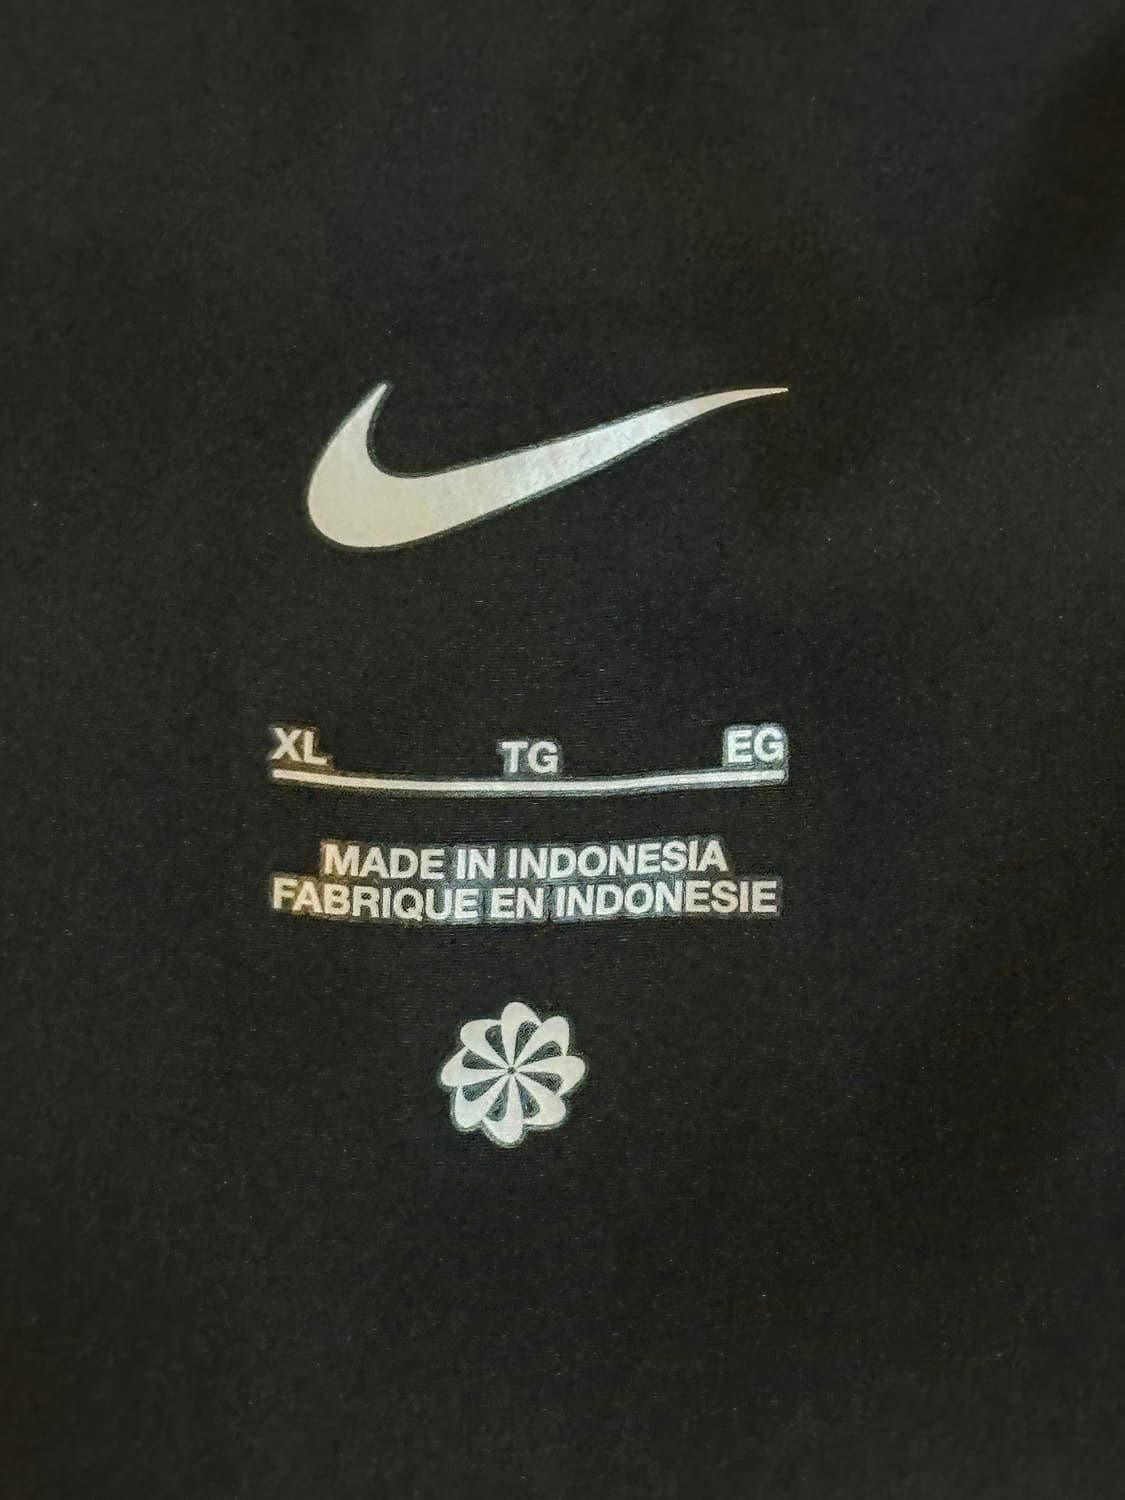 XL TG EG
MADE IN INDONESIA
FABRIQUE EN INDONESIE